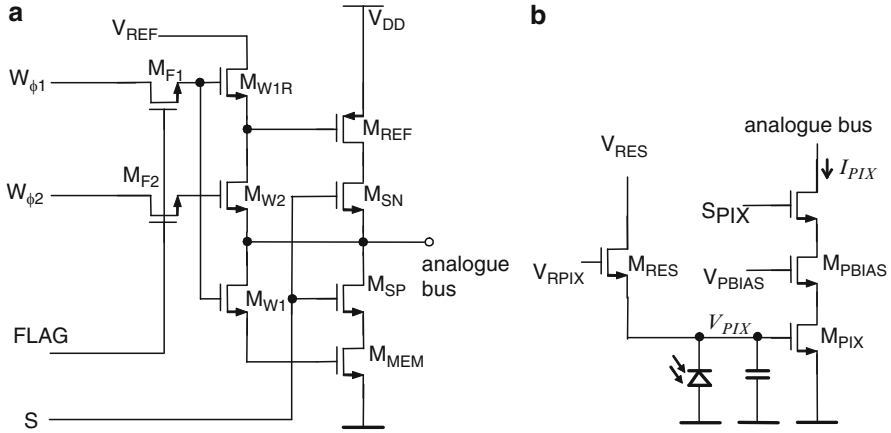 a
V_REF
V_DD
W_ϕ1
M_F1
M_W1R
M_REF
W_ϕ2
M_F2
M_W2
M_SN
analogue bus
M_W1
M_SP
FLAG
M_MEM
S
b
analogue bus
V_RES
I_PIX
S_PIX
V_RPIX
M_RES
V_PBIAS
M_PBIAS
V_PIX
M_PIX